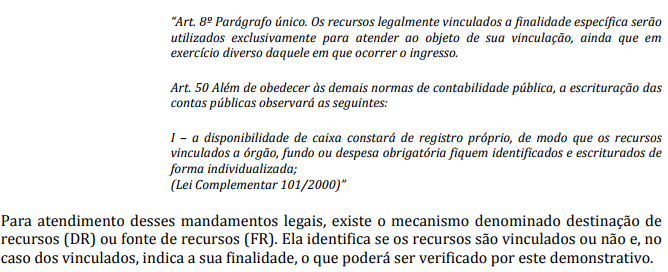 “Art. 8º Parágrafo único. Os recursos legalmente vinculados a finalidade específica serão
utilizados exclusivamente para atender ao objeto de sua vinculação, ainda que em
exercício diverso daquele em que ocorrer o ingresso.
Art. 50 Além de obedecer às demais normas de contabilidade pública, a escrituração das
contas públicas observará as seguintes:
I – a disponibilidade de caixa constará de registro próprio, de modo que os recursos
vinculados a órgão, fundo ou despesa obrigatória fiquem identificados e escriturados de
forma individualizada;
(Lei Complementar 101/2000)”
Para atendimento desses mandamentos legais, existe o mecanismo denominado destinação de
recursos (DR) ou fonte de recursos (FR). Ela identifica se os recursos são vinculados ou não e, no
caso dos vinculados, indica a sua finalidade, o que poderá ser verificado por este demonstrativo.